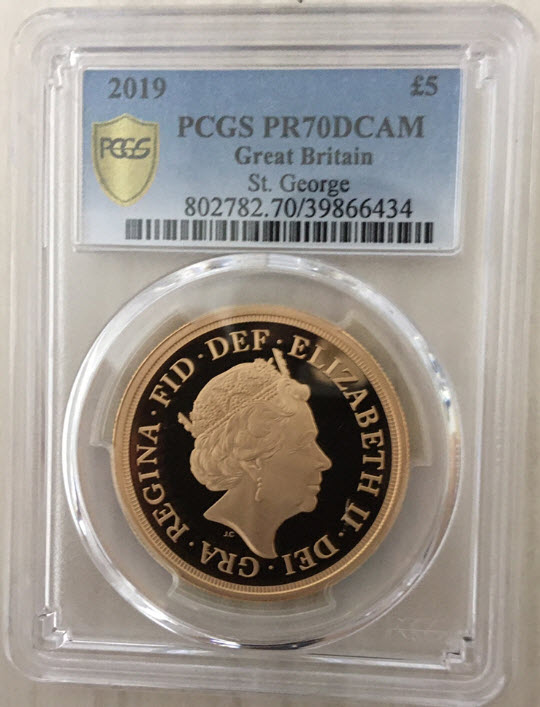 2019 £5
PCGS
PCGS PR70DCAM
Great Britain
St. George
802782.70/39866434
ELIZABETH II · DEI · GRA · REGINA · FID · DEF ·
J.C